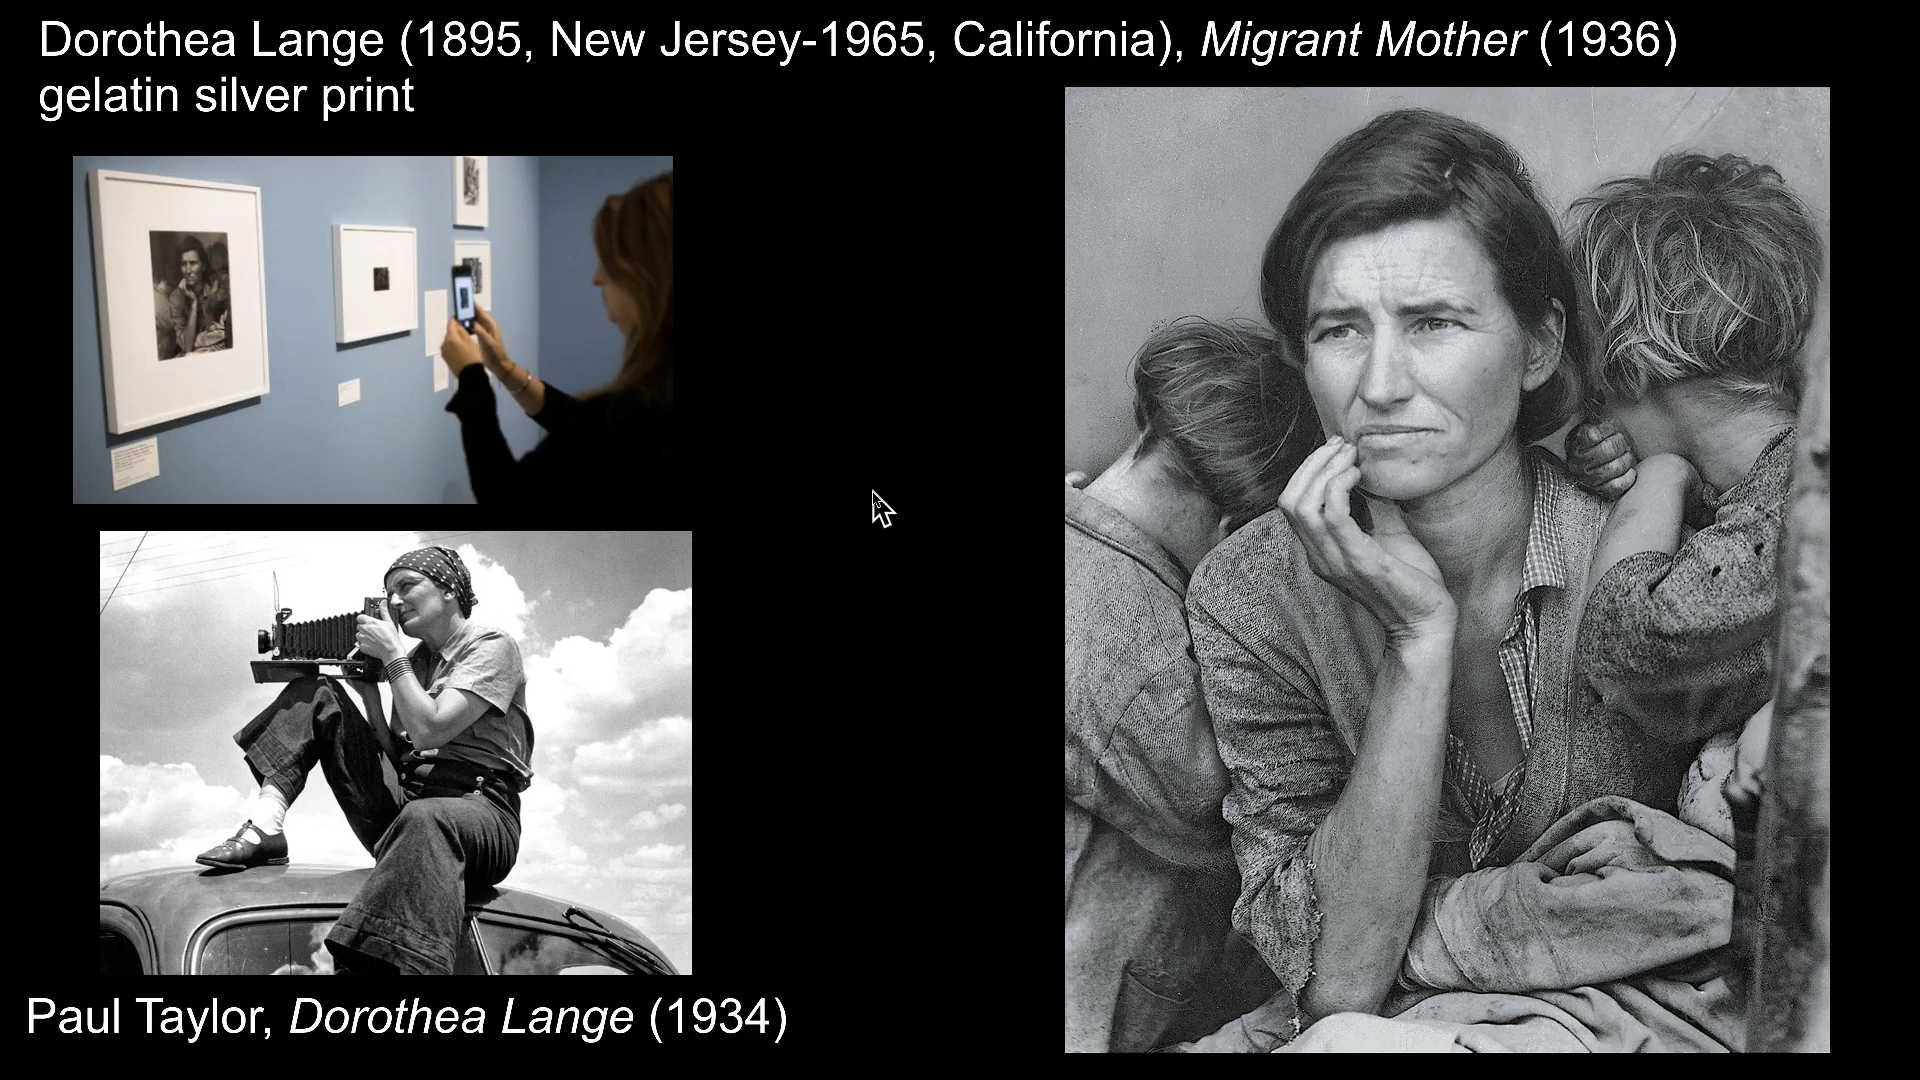 Dorothea Lange (1895, New Jersey-1965, California), Migrant Mother (1936)
gelatin silver print
Paul Taylor, Dorothea Lange (1934)